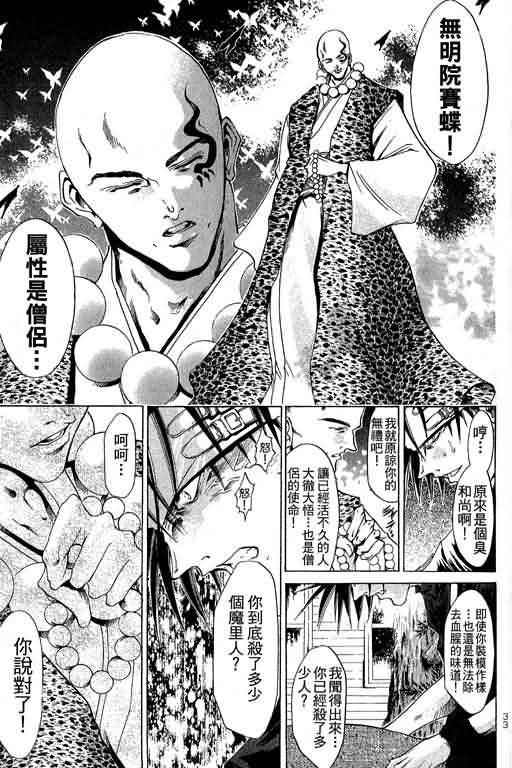 無明院賽蝶！
屬性是僧侶…
哼…
原來是個臭
和尚啊！
我就原諒你的
無禮吧！
讓已經活不久的人
大徹大悟…也是僧
侶的使命！
怒！
怒！
呵呵…
即使你裝模作樣
…也還是無法除
去血腥的味道！
我聞得出來…
你已經殺了多
少人？
你到底殺了多少
個魔里人？
你說對了！
33